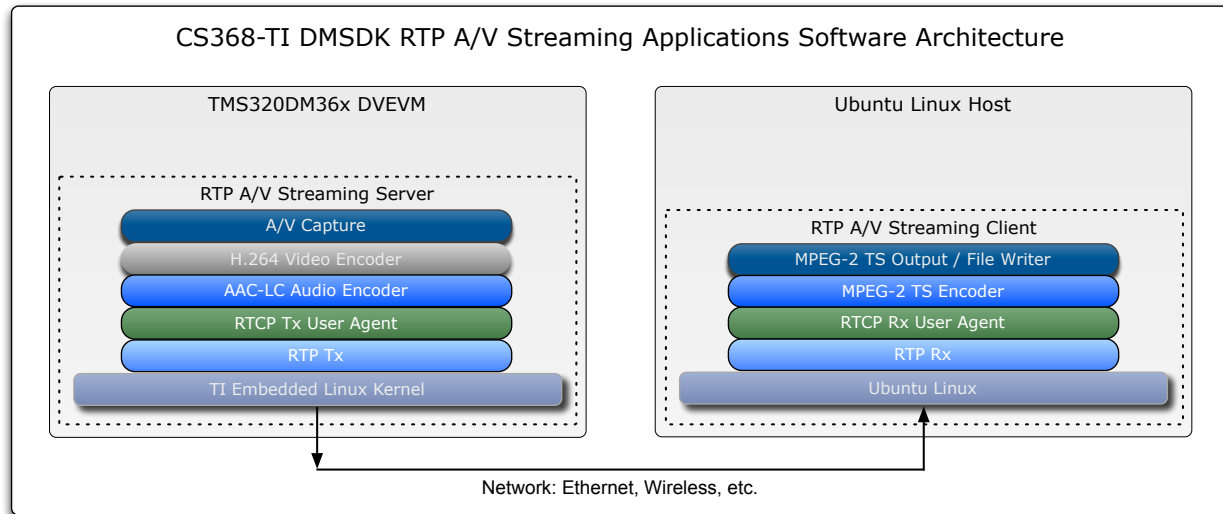 CS368-TI DMSDK RTP A/V Streaming Applications Software Architecture
TMS320DM36x DVEVM
RTP A/V Streaming Server
A/V Capture
H.264 Video Encoder
AAC-LC Audio Encoder
RTCP Tx User Agent
RTP Tx
TI Embedded Linux Kernel
Ubuntu Linux Host
RTP A/V Streaming Client
MPEG-2 TS Output / File Writer
MPEG-2 TS Encoder
RTCP Rx User Agent
RTP Rx
Ubuntu Linux
Network: Ethernet, Wireless, etc.